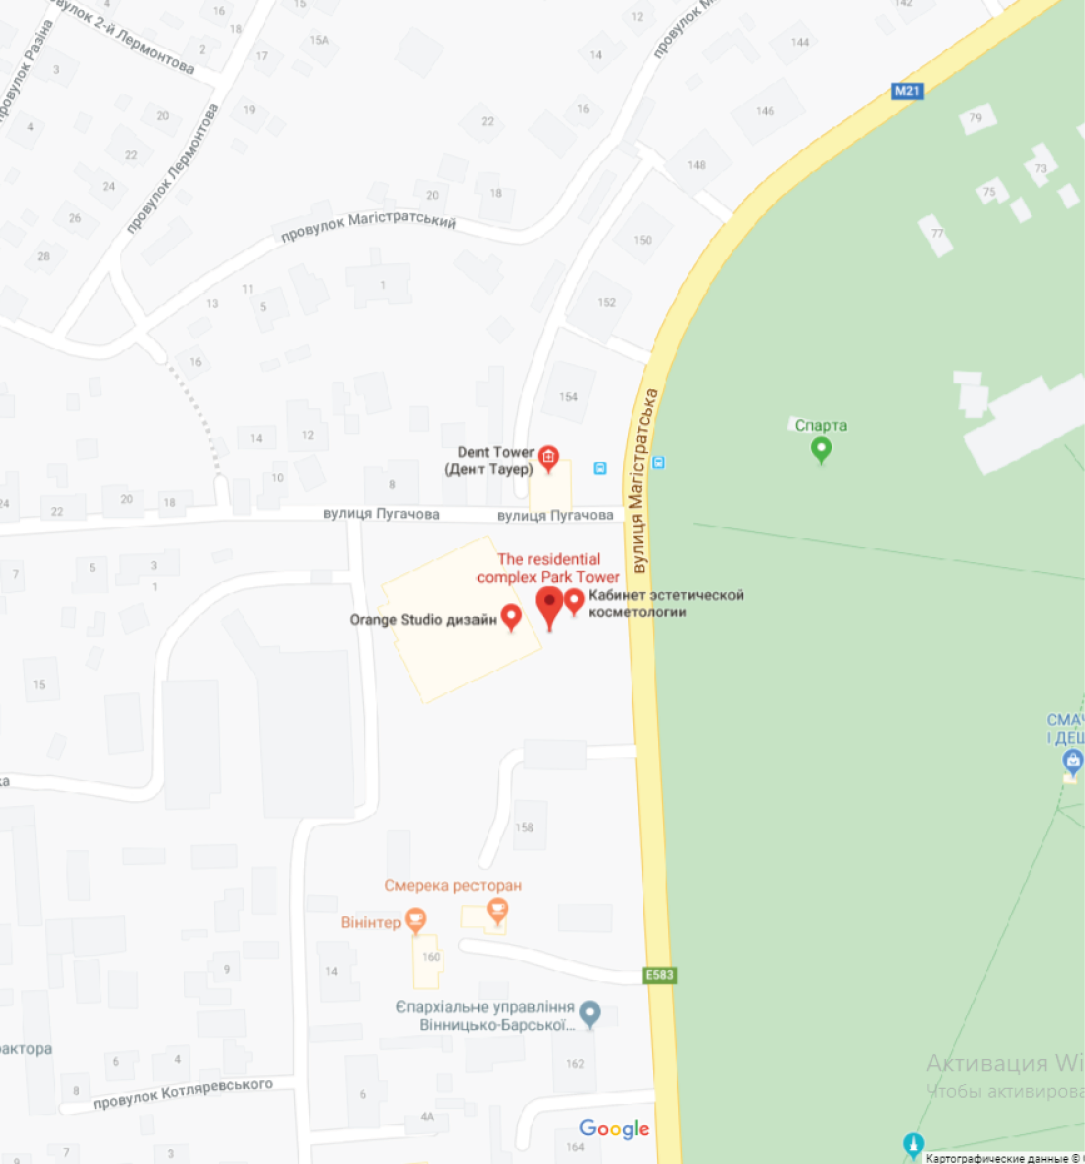 4
16
12
142
провулок 2-й Лермонтова
18
15А
144
2
17
14
провулок М
провулок Разіна
3
М21
19
16
146
79
20
22
4
22
148
73
24
20
18
75
провулок Лермонтова
26
провулок Магістратський
77
28
150
11
1
13
5
152
16
154
вулиця Магістратська
Спарта
14
12
Dent Tower
(Дент Тауер)
10
8
24
22
20
18
вулиця Пугачова
вулиця Пугачова
The residential
complex Park Tower
7
5
3
1
Кабинет эстетической
косметологии
Orange Studio дизайн
15
СМАЧ
І ДЕШ
ка
158
Смерека ресторан
Вінінтер
160
9
14
E583
Єпархіальне управління
Вінницько-Барської...
рактора
6
4
162
Активация Wi
8
провулок Котляревського
6
Чтобы активирова
4А
Google
9
7
3
164
Картографические данные ©